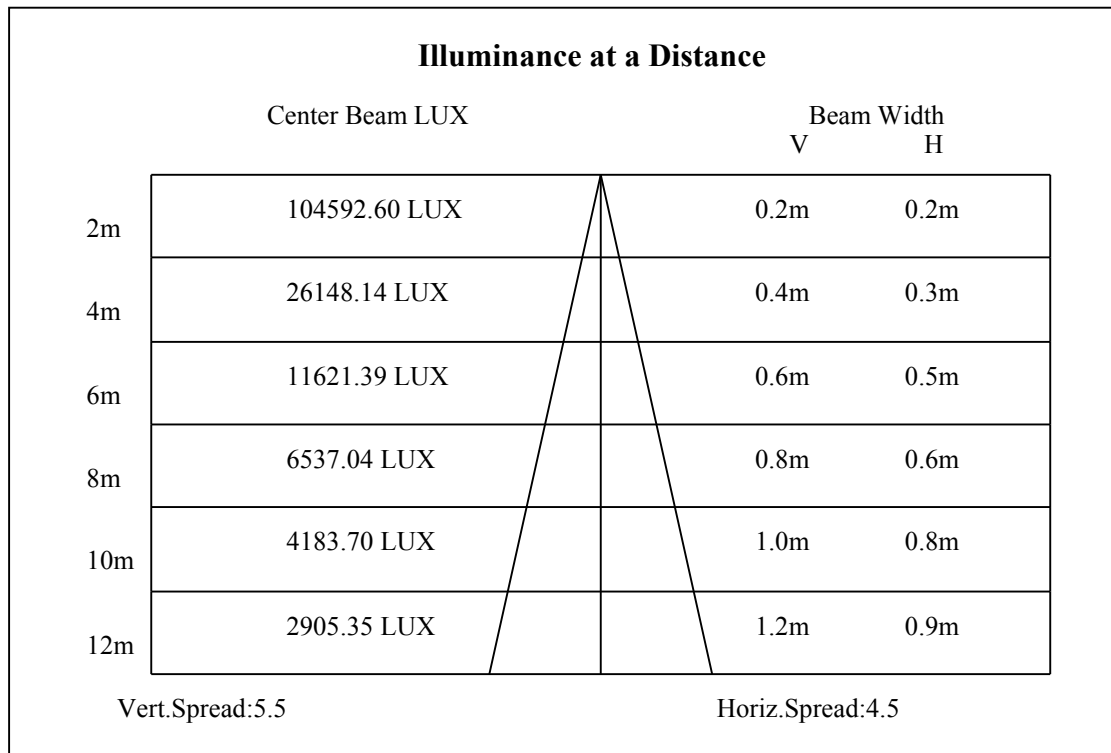 Illuminance at a Distance
Center Beam LUX Beam Width
V H
2m 104592.60 LUX 0.2m 0.2m
4m 26148.14 LUX 0.4m 0.3m
6m 11621.39 LUX 0.6m 0.5m
8m 6537.04 LUX 0.8m 0.6m
10m 4183.70 LUX 1.0m 0.8m
12m 2905.35 LUX 1.2m 0.9m
Vert.Spread:5.5 Horiz.Spread:4.5